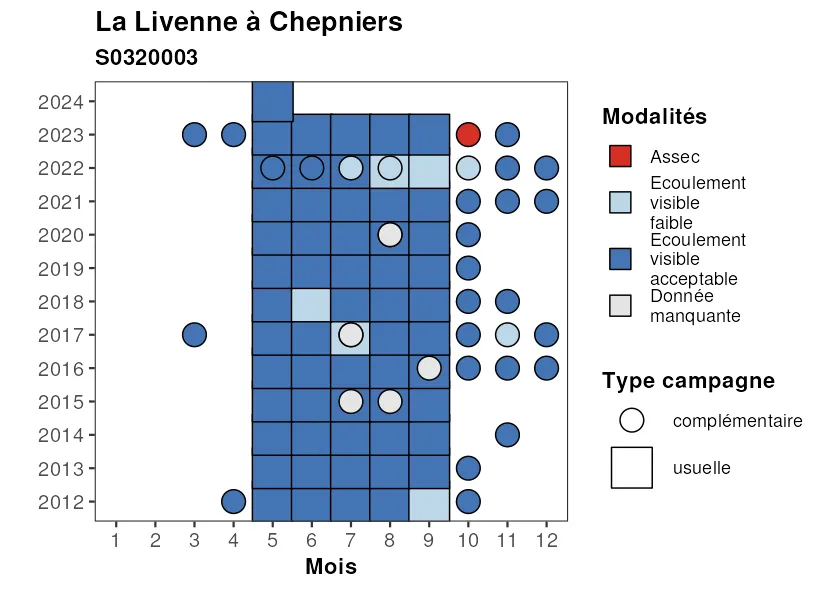 La Livenne à Chepniers
S0320003
2024
2023
2022
2021
2020
2019
2018
2017
2016
2015
2014
2013
2012
1 2 3 4 5 6 7 8 9 10 11 12
Mois
Modalités
Assec
Ecoulement
visible
faible
Ecoulement
visible
acceptable
Donnée
manquante
Type campagne
complémentaire
usuelle